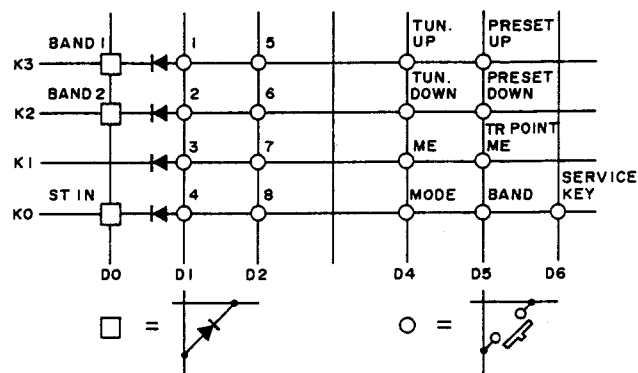 TUN. PRESET
BAND 1 1 5 UP UP
K3
BAND 2 2 6 TUN. PRESET
DOWN DOWN
K2
3 7 ME TR POINT
ME
K1
ST IN 4 8 MODE BAND SERVICE
KEY
K0
D0 D1 D2 D4 D5 D6
= =